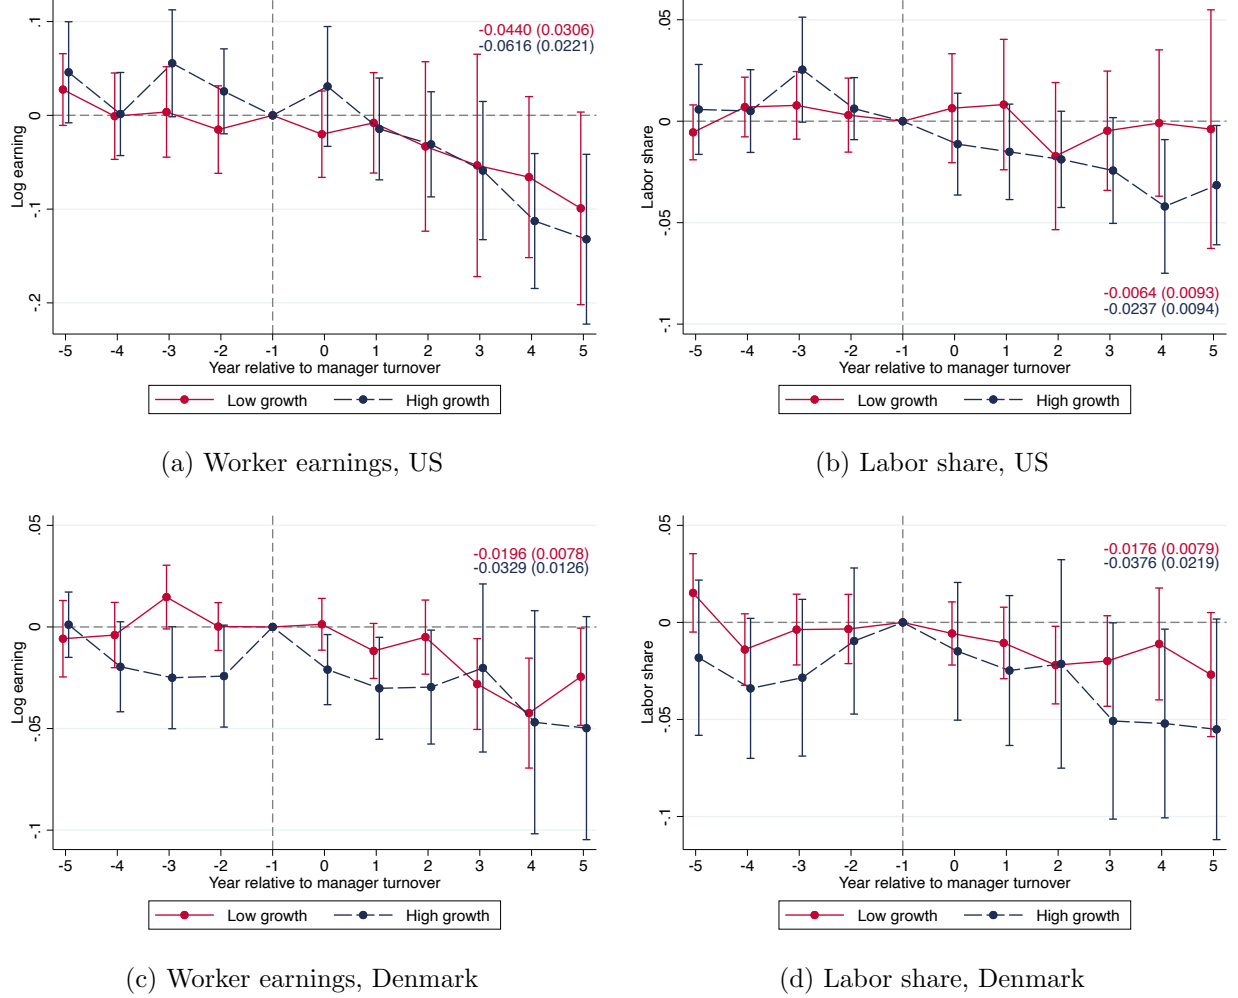 .1
0
-.1
-.2
Log earning
-0.0440 (0.0306)
-0.0616 (0.0221)
-5 -4 -3 -2 -1 0 1 2 3 4 5
Year relative to manager turnover
Low growth High growth
(a) Worker earnings, US
.05
0
-.05
-.1
Labor share
-0.0064 (0.0093)
-0.0237 (0.0094)
-5 -4 -3 -2 -1 0 1 2 3 4 5
Year relative to manager turnover
Low growth High growth
(b) Labor share, US
.05
0
-.05
-.1
Log earning
-0.0196 (0.0078)
-0.0329 (0.0126)
-5 -4 -3 -2 -1 0 1 2 3 4 5
Year relative to manager turnover
Low growth High growth
(c) Worker earnings, Denmark
.05
0
-.05
-.1
Labor share
-0.0176 (0.0079)
-0.0376 (0.0219)
-5 -4 -3 -2 -1 0 1 2 3 4 5
Year relative to manager turnover
Low growth High growth
(d) Labor share, Denmark